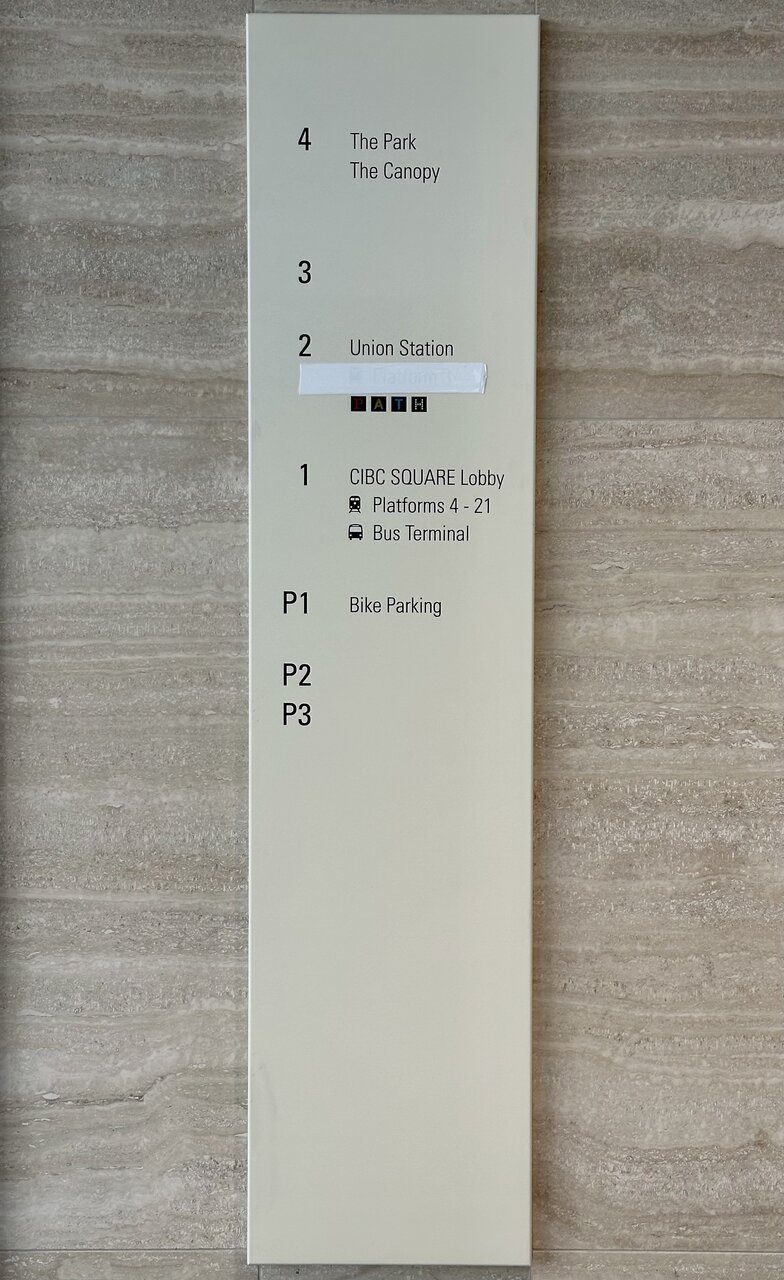 4 The Park
The Canopy
3
2 Union Station
PATH
1 CIBC SQUARE Lobby
Platforms 4 - 21
Bus Terminal
P1 Bike Parking
P2
P3